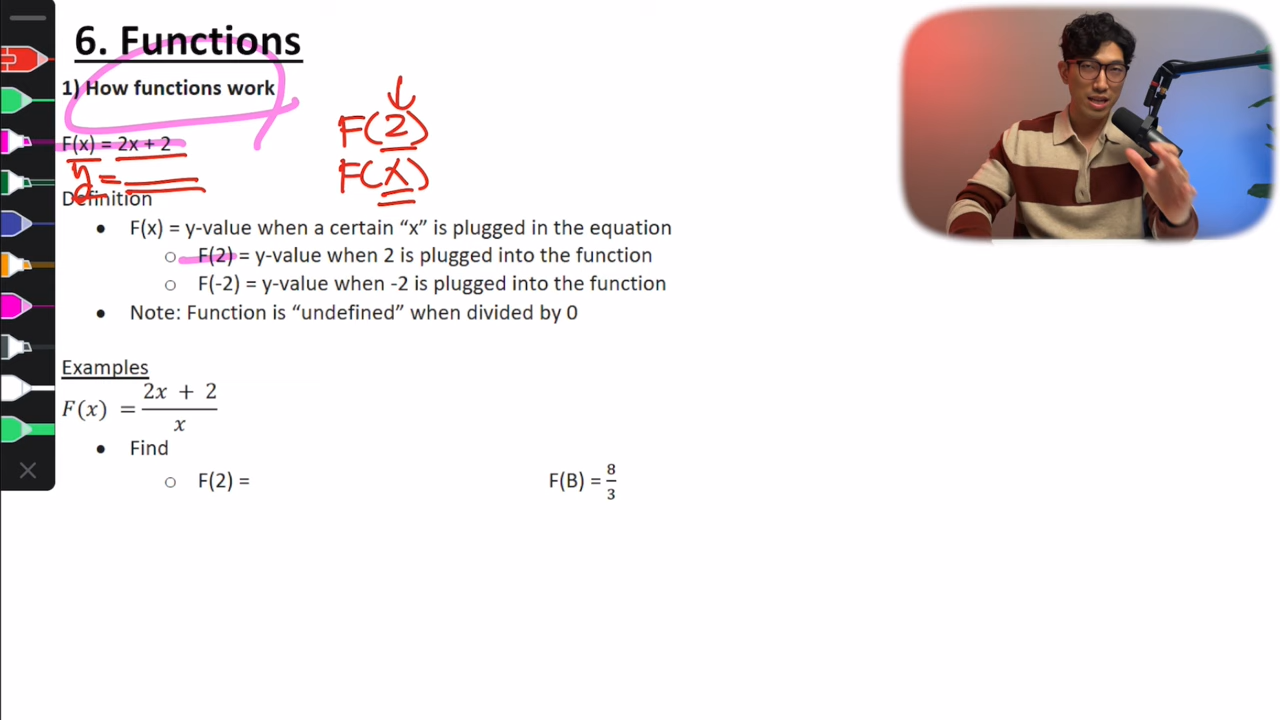 6. Functions
1) How functions work
F(2)
F(x) = 2x + 2
F(x)
y =
Definition
• F(x) = y-value when a certain “x” is plugged in the equation
○ F(2) = y-value when 2 is plugged into the function
○ F(-2) = y-value when -2 is plugged into the function
• Note: Function is “undefined” when divided by 0
Examples
F(x) = \frac{2x + 2}{x}
• Find
○ F(2) = F(B) = \frac{8}{3}